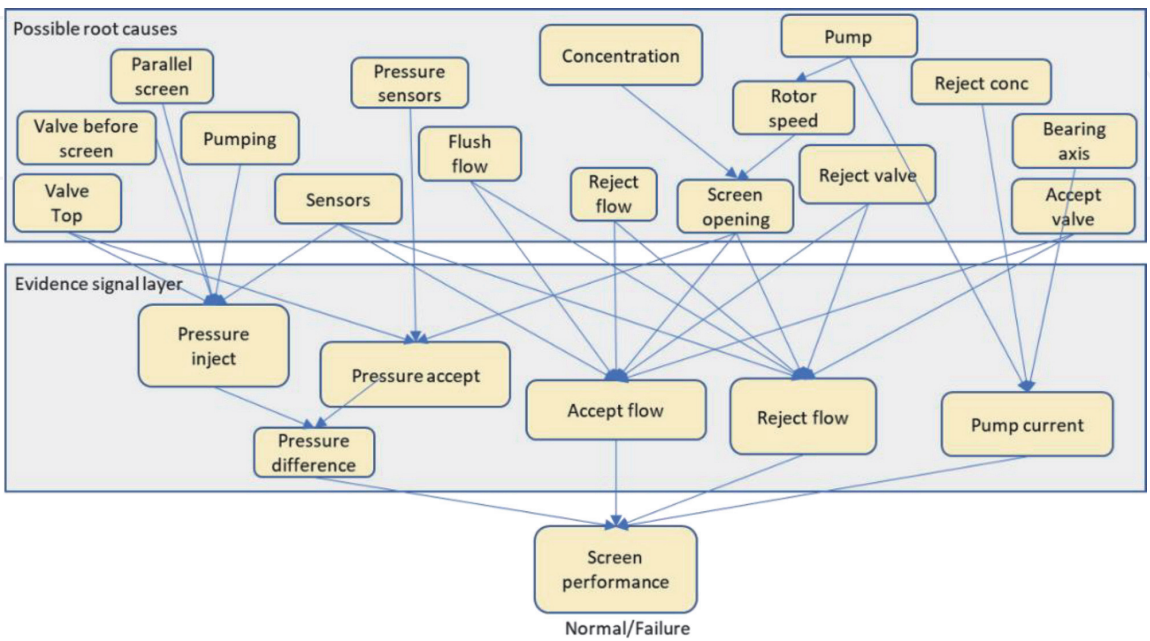 Possible root causes
Pump
Concentration
Parallel
screen
Pressure
sensors
Reject conc
Rotor
speed
Valve before
screen
Pumping
Flush
flow
Bearing
axis
Reject valve
Valve
Top
Sensors
Reject
flow
Screen
opening
Accept
valve
Evidence signal layer
Pressure
inject
Pressure accept
Accept flow
Reject flow
Pump current
Pressure
difference
Screen
performance
Normal/Failure